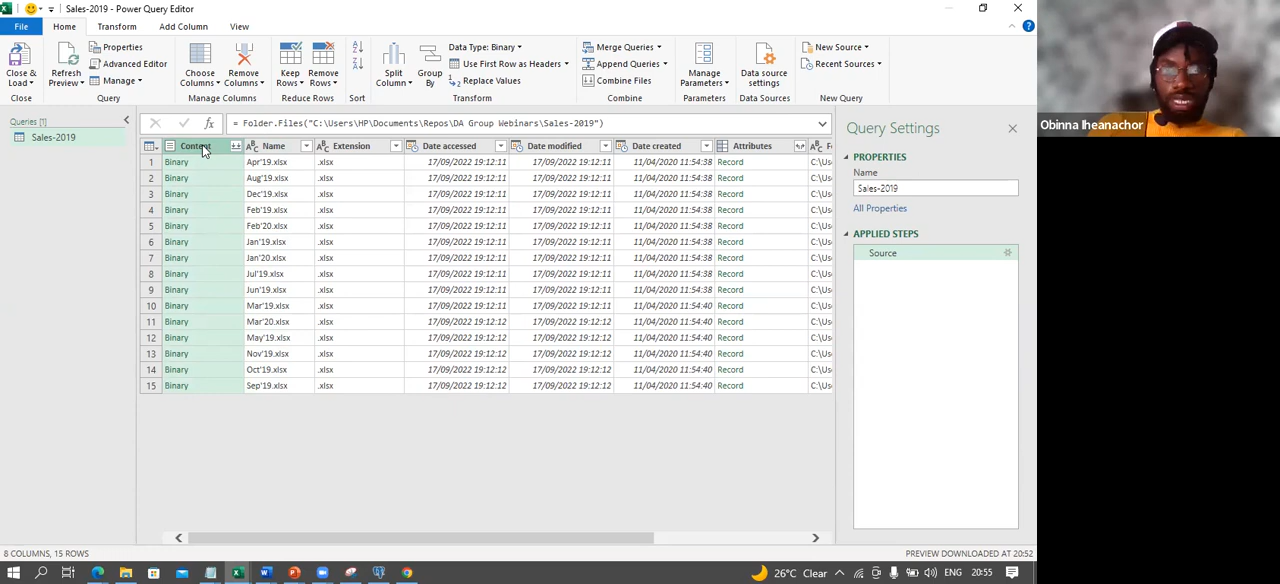 Sales-2019 - Power Query Editor
File Home Transform Add Column View
Close & Load
Close
Refresh Preview
Properties
Advanced Editor
Manage
Query
Choose Columns
Remove Columns
Manage Columns
Keep Rows
Remove Rows
Reduce Rows
Sort
Split Column
Group By
Data Type: Binary
Use First Row as Headers
Replace Values
Transform
Merge Queries
Append Queries
Combine Files
Combine
Manage Parameters
Parameters
Data source settings
Data Sources
New Source
Recent Sources
New Query
Queries [1]
Sales-2019
= Folder.Files("C:\Users\HP\Documents\Repos\DA Group Webinars\Sales-2019")
Content Name Extension Date accessed Date modified Date created Attributes
1 Binary Apr'19.xlsx .xlsx 17/09/2022 19:12:11 17/09/2022 19:12:11 11/04/2020 11:54:38 Record C:\Use
2 Binary Aug'19.xlsx .xlsx 17/09/2022 19:12:11 17/09/2022 19:12:11 11/04/2020 11:54:38 Record C:\Use
3 Binary Dec'19.xlsx .xlsx 17/09/2022 19:12:11 17/09/2022 19:12:11 11/04/2020 11:54:38 Record C:\Use
4 Binary Feb'19.xlsx .xlsx 17/09/2022 19:12:11 17/09/2022 19:12:11 11/04/2020 11:54:38 Record C:\Use
5 Binary Feb'20.xlsx .xlsx 17/09/2022 19:12:11 17/09/2022 19:12:11 11/04/2020 11:54:38 Record C:\Use
6 Binary Jan'19.xlsx .xlsx 17/09/2022 19:12:11 17/09/2022 19:12:11 11/04/2020 11:54:38 Record C:\Use
7 Binary Jan'20.xlsx .xlsx 17/09/2022 19:12:11 17/09/2022 19:12:11 11/04/2020 11:54:38 Record C:\Use
8 Binary Jul'19.xlsx .xlsx 17/09/2022 19:12:11 17/09/2022 19:12:11 11/04/2020 11:54:38 Record C:\Use
9 Binary Jun'19.xlsx .xlsx 17/09/2022 19:12:11 17/09/2022 19:12:11 11/04/2020 11:54:38 Record C:\Use
10 Binary Mar'19.xlsx .xlsx 17/09/2022 19:12:11 17/09/2022 19:12:11 11/04/2020 11:54:40 Record C:\Use
11 Binary Mar'20.xlsx .xlsx 17/09/2022 19:12:12 17/09/2022 19:12:12 11/04/2020 11:54:40 Record C:\Use
12 Binary May'19.xlsx .xlsx 17/09/2022 19:12:12 17/09/2022 19:12:12 11/04/2020 11:54:40 Record C:\Use
13 Binary Nov'19.xlsx .xlsx 17/09/2022 19:12:12 17/09/2022 19:12:12 11/04/2020 11:54:40 Record C:\Use
14 Binary Oct'19.xlsx .xlsx 17/09/2022 19:12:12 17/09/2022 19:12:12 11/04/2020 11:54:40 Record C:\Use
15 Binary Sep'19.xlsx .xlsx 17/09/2022 19:12:12 17/09/2022 19:12:12 11/04/2020 11:54:40 Record C:\Use
Query Settings
PROPERTIES
Name
Sales-2019
All Properties
APPLIED STEPS
Source
Obinna Iheanachor
8 COLUMNS, 15 ROWS
PREVIEW DOWNLOADED AT 20:52
26°C Clear ENG 20:55